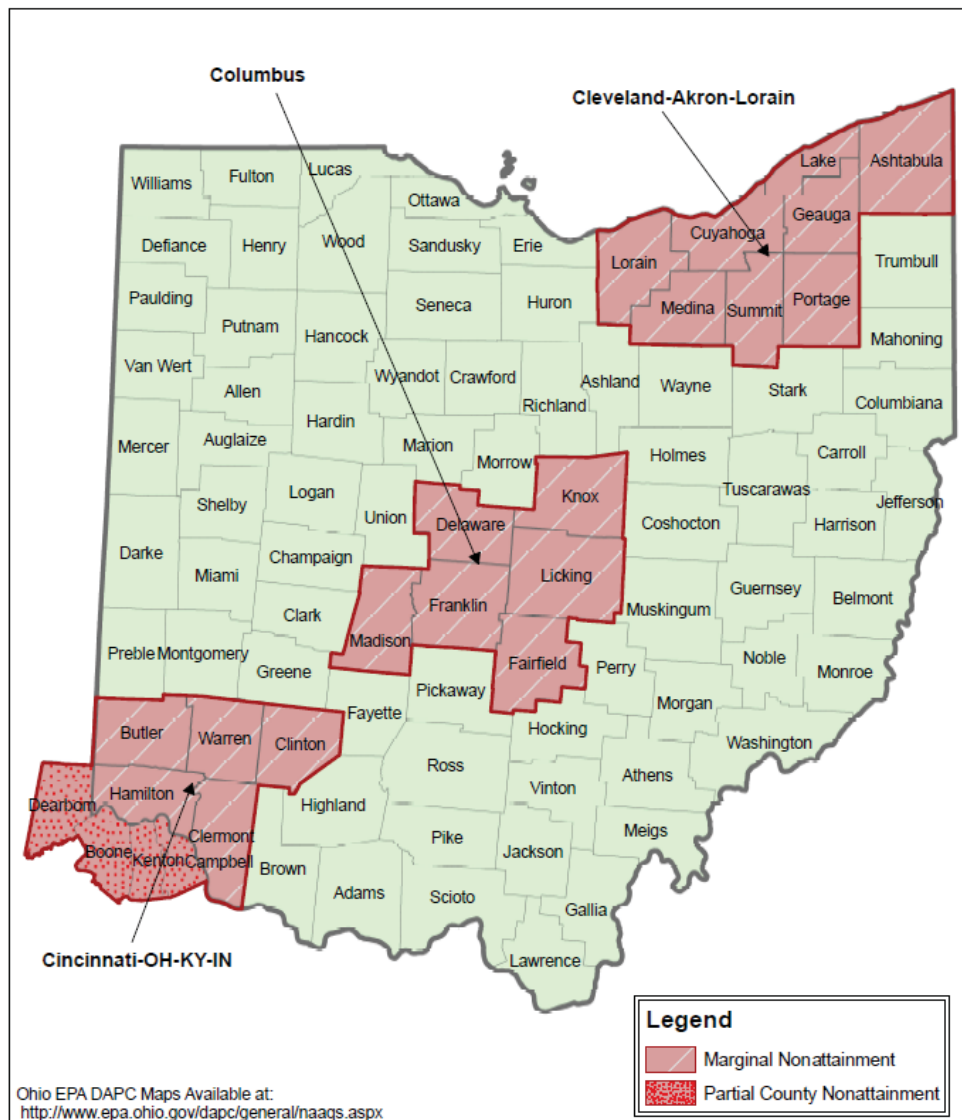 Columbus
Cleveland-Akron-Lorain
Lake
Ashtabula
Williams
Fulton
Lucas
Ottawa
Geauga
Defiance
Henry
Wood
Sandusky
Erie
Cuyahoga
Lorain
Trumbull
Paulding
Seneca
Huron
Medina
Summit
Portage
Putnam
Hancock
Mahoning
Van Wert
Wyandot
Crawford
Ashland
Wayne
Stark
Allen
Richland
Columbiana
Hardin
Mercer
Auglaize
Marion
Morrow
Holmes
Carroll
Logan
Knox
Tuscarawas
Shelby
Union
Delaware
Coshocton
Harrison
Jefferson
Darke
Champaign
Miami
Licking
Guernsey
Belmont
Clark
Franklin
Muskingum
Madison
Preble
Montgomery
Greene
Fairfield
Perry
Noble
Monroe
Pickaway
Fayette
Morgan
Hocking
Butler
Warren
Clinton
Washington
Ross
Athens
Hamilton
Vinton
Dearborn
Highland
Clermont
Meigs
Boone
Kenton
Campbell
Pike
Jackson
Brown
Adams
Scioto
Gallia
Cincinnati-OH-KY-IN
Lawrence
Legend
Marginal Nonattainment
Partial County Nonattainment
Ohio EPA DAPC Maps Available at:
http://www.epa.ohio.gov/dapc/general/naaqs.aspx